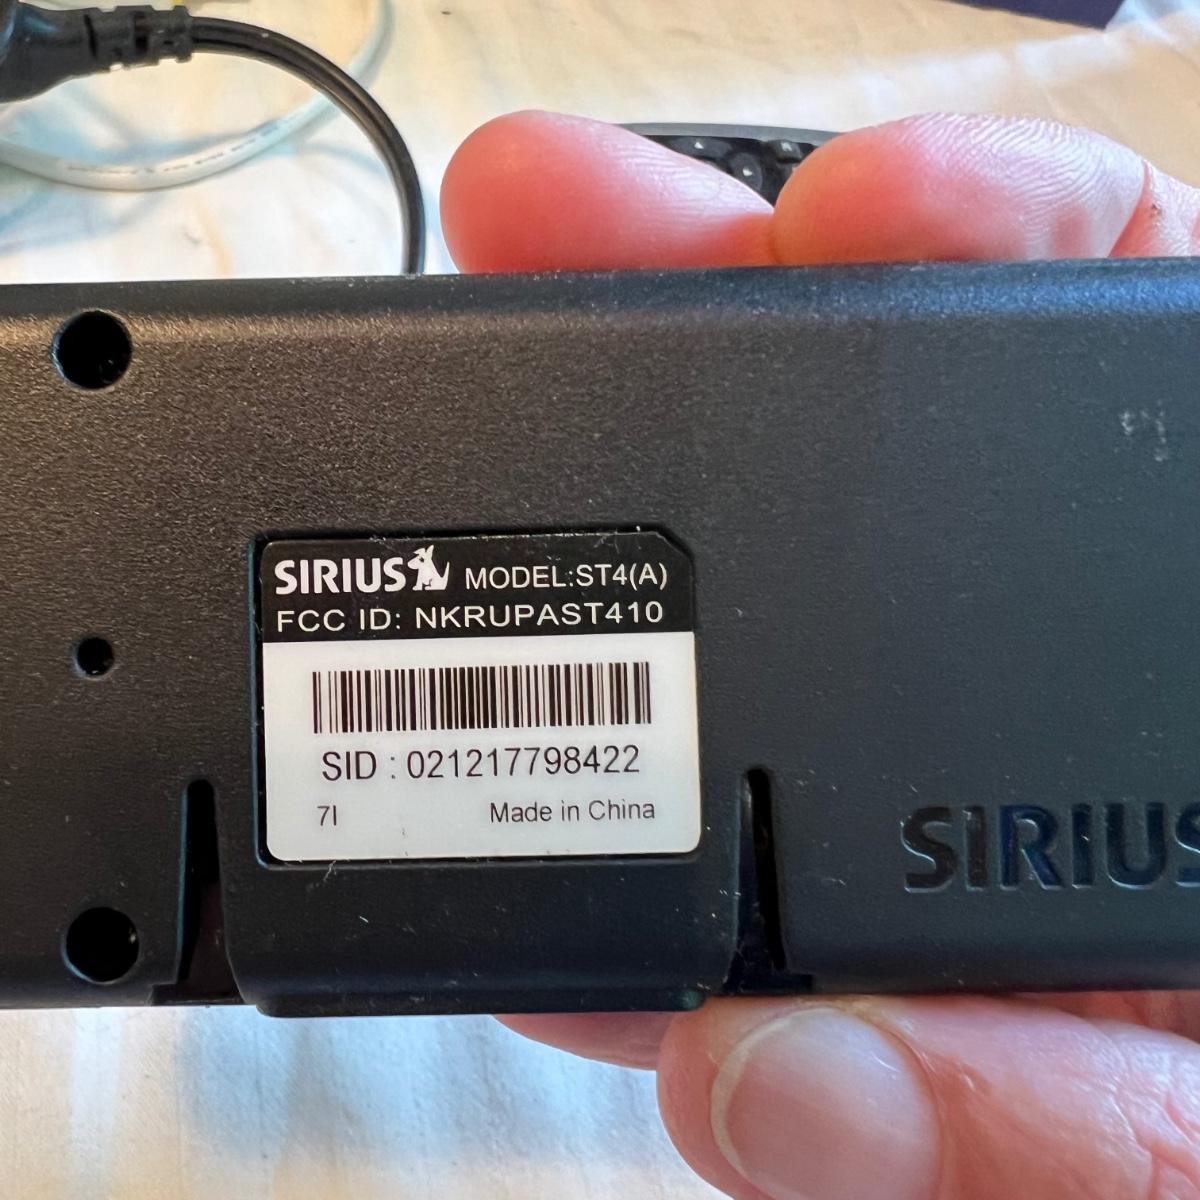 SIRIUS MODEL:ST4(A)
FCC ID: NKRUPAST410
SID : 021217798422
7I Made in China
SIRIUS